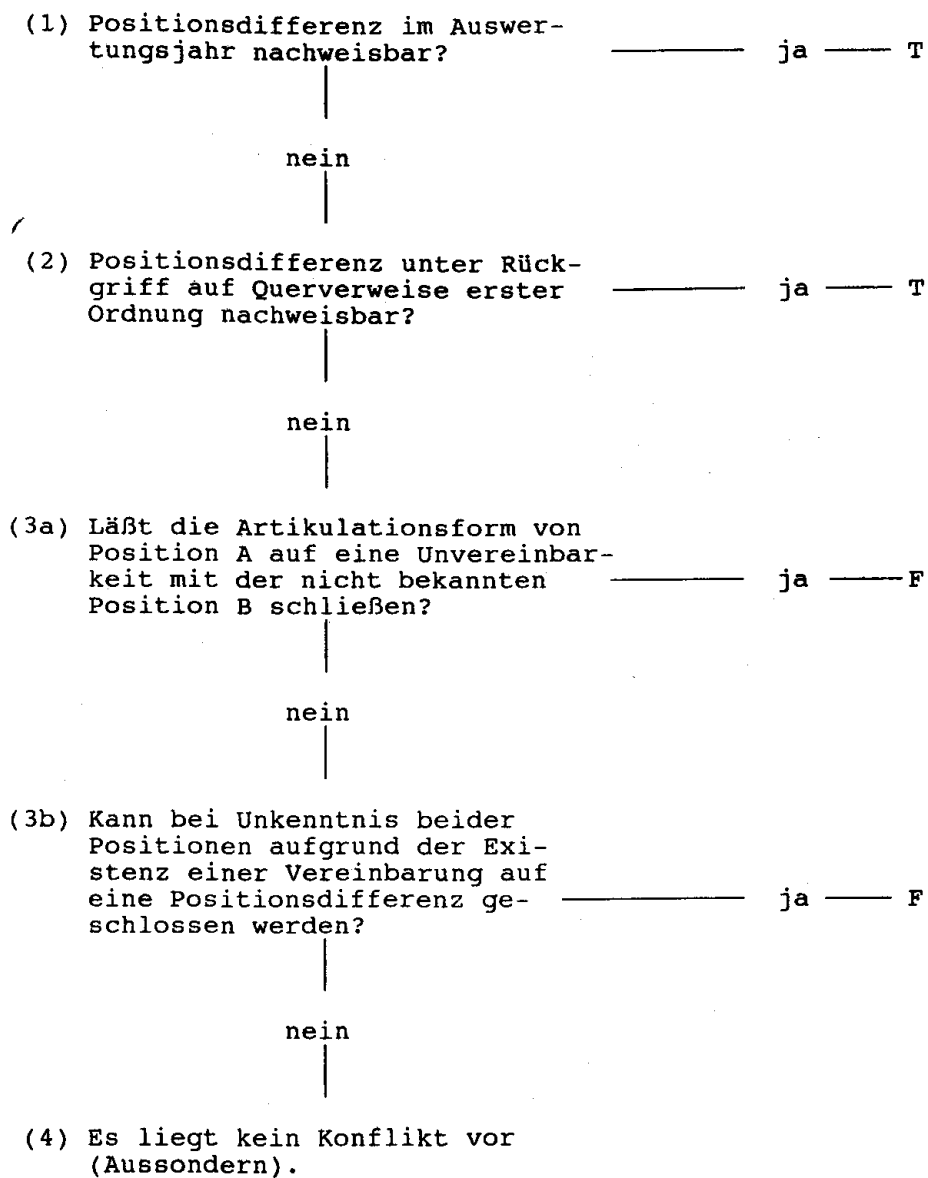 (1) Positionsdifferenz im Auswer-
tungsjahr nachweisbar? ja T
nein
(2) Positionsdifferenz unter Rück-
griff auf Querverweise erster ja T
Ordnung nachweisbar?
nein
(3a) Läßt die Artikulationsform von
Position A auf eine Unvereinbar-
keit mit der nicht bekannten ja F
Position B schließen?
nein
(3b) Kann bei Unkenntnis beider
Positionen aufgrund der Exi-
stenz einer Vereinbarung auf
eine Positionsdifferenz ge- ja F
schlossen werden?
nein
(4) Es liegt kein Konflikt vor
(Aussondern).